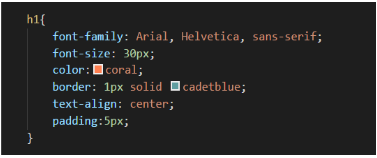 h1{
    font-family: Arial, Helvetica, sans-serif;
    font-size: 30px;
    color:coral;
    border: 1px solid cadetblue;
    text-align: center;
    padding:5px;
}